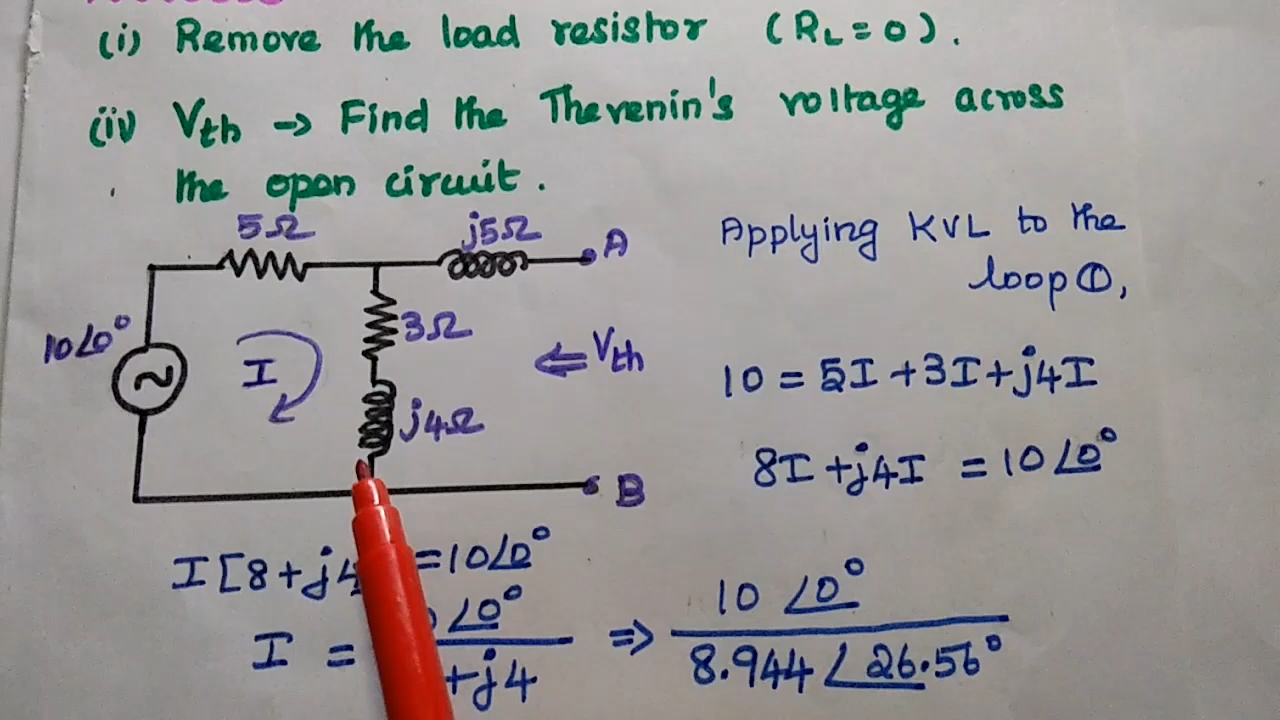 (i) Remove the load resistor (RL=0).
(ii) Vth → Find the Thevenin's voltage across
the open circuit.
5Ω
j5Ω
A
Applying KVL to the
loop①,
10∠0°
3Ω
I
⇐ Vth
10 = 5I + 3I + j4I
j4Ω
8I + j4I = 10∠0°
B
I[8+j4 =10∠0°
I = ∠0° / +j4 ⇒ 10∠0° / 8.944∠26.56°